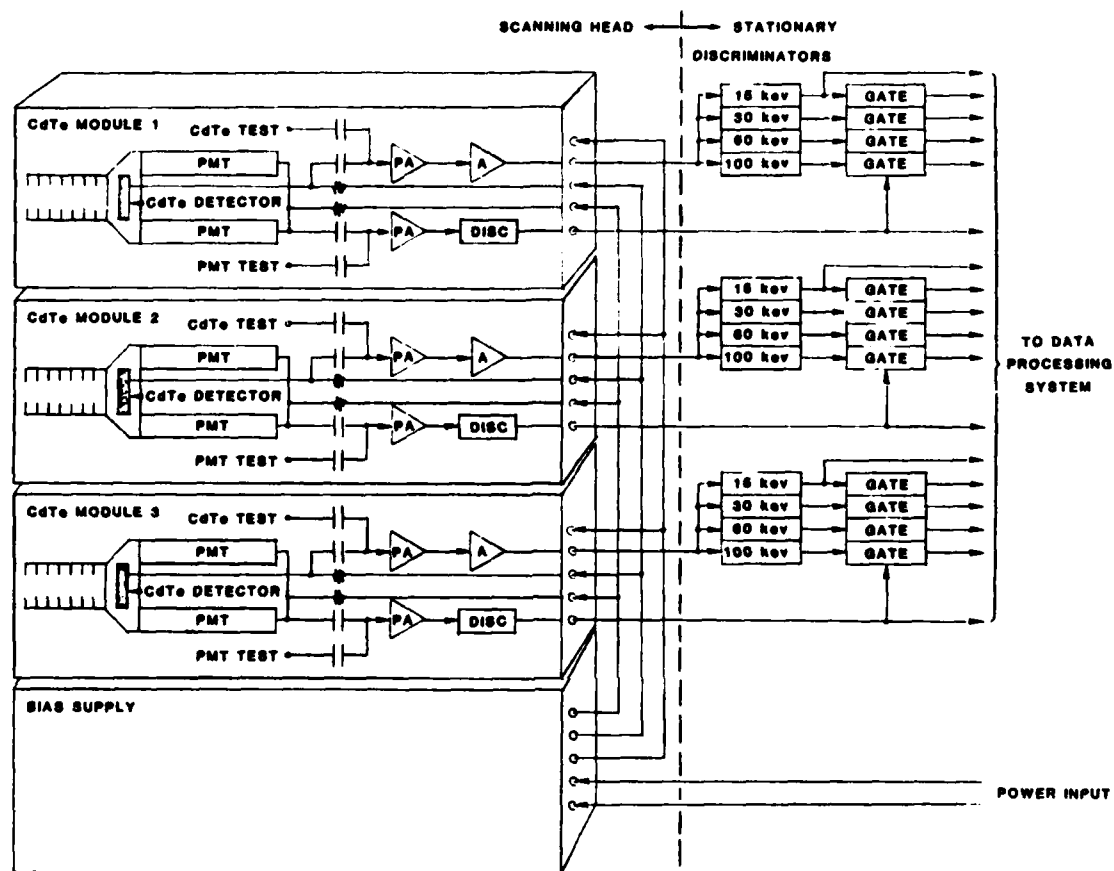 SCANNING HEAD
STATIONARY
DISCRIMINATORS
CdTe MODULE 1
CdTe TEST
PMT
PA
A
CdTe DETECTOR
PMT
PA
DISC
PMT TEST
15 kev
GATE
30 kev
GATE
60 kev
GATE
100 kev
GATE
CdTe MODULE 2
CdTe TEST
PMT
PA
A
CdTe DETECTOR
PMT
PA
DISC
PMT TEST
15 kev
GATE
30 kev
GATE
60 kev
GATE
100 kev
GATE
TO DATA
PROCESSING
SYSTEM
CdTe MODULE 3
CdTe TEST
PMT
PA
A
CdTe DETECTOR
PMT
PA
DISC
PMT TEST
15 kev
GATE
30 kev
GATE
60 kev
GATE
100 kev
GATE
BIAS SUPPLY
POWER INPUT